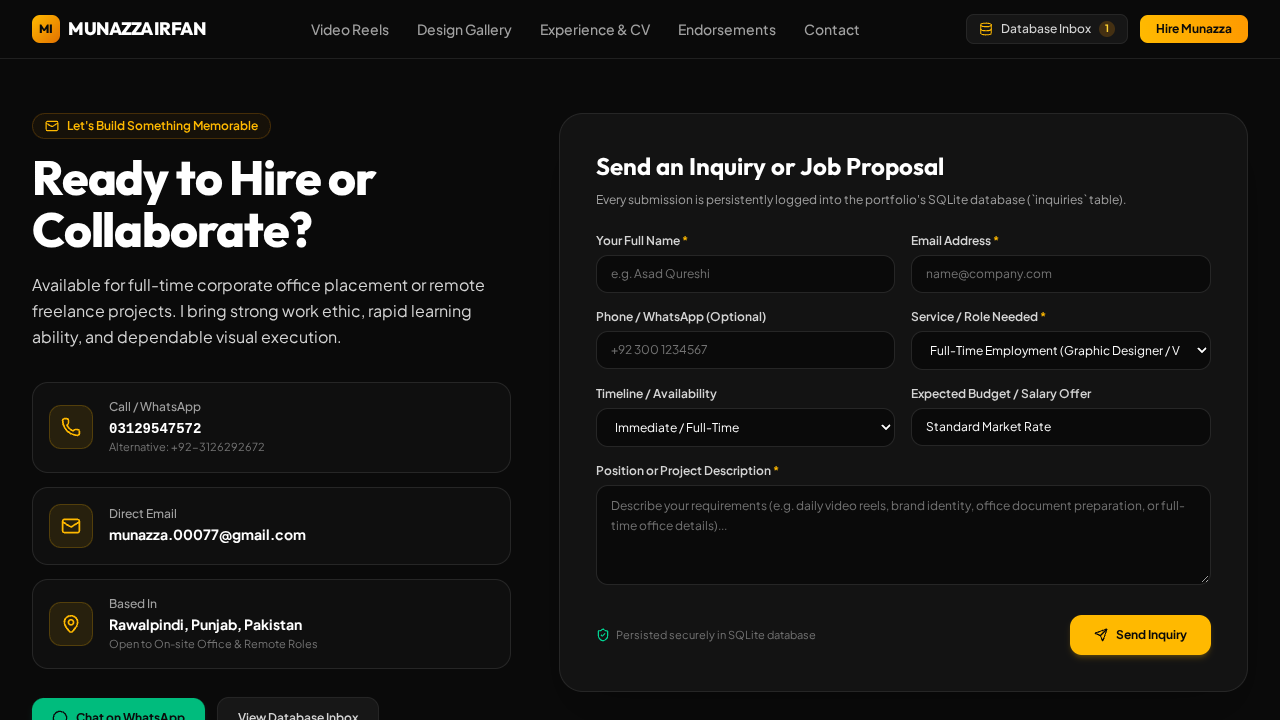 MI MUNAZZAIRFAN
Video Reels
Design Gallery
Experience & CV
Endorsements
Contact
Database Inbox 1
Hire Munazza
Let's Build Something Memorable
Ready to Hire or
Collaborate?
Available for full-time corporate office placement or remote
freelance projects. I bring strong work ethic, rapid learning
ability, and dependable visual execution.
Call / WhatsApp
03129547572
Alternative: +92-3126292672
Direct Email
munazza.00077@gmail.com
Based In
Rawalpindi, Punjab, Pakistan
Open to On-site Office & Remote Roles
Chat on WhatsApp
View Database Inbox
Send an Inquiry or Job Proposal
Every submission is persistently logged into the portfolio's SQLite database (`inquiries` table).
Your Full Name *
e.g. Asad Qureshi
Email Address *
name@company.com
Phone / WhatsApp (Optional)
+92 300 1234567
Service / Role Needed *
Full-Time Employment (Graphic Designer / V
Timeline / Availability
Immediate / Full-Time
Expected Budget / Salary Offer
Standard Market Rate
Position or Project Description *
Describe your requirements (e.g. daily video reels, brand identity, office document preparation, or full-
time office details)...
Persisted securely in SQLite database
Send Inquiry